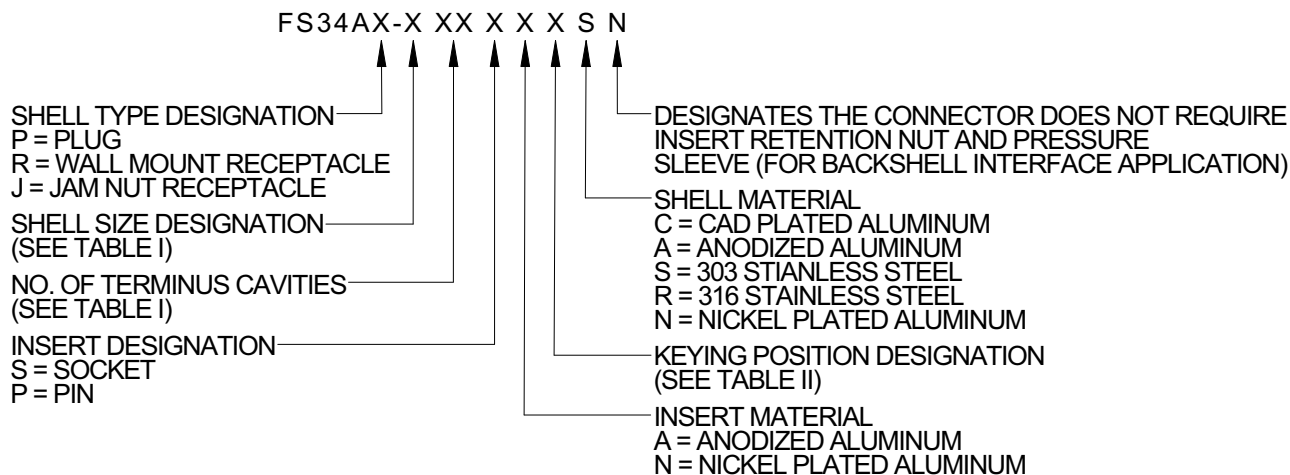 FS34AX-X XX X X X S N
SHELL TYPE DESIGNATION
P = PLUG
R = WALL MOUNT RECEPTACLE
J = JAM NUT RECEPTACLE
SHELL SIZE DESIGNATION
(SEE TABLE I)
NO. OF TERMINUS CAVITIES
(SEE TABLE I)
INSERT DESIGNATION
S = SOCKET
P = PIN
DESIGNATES THE CONNECTOR DOES NOT REQUIRE
INSERT RETENTION NUT AND PRESSURE
SLEEVE (FOR BACKSHELL INTERFACE APPLICATION)
SHELL MATERIAL
C = CAD PLATED ALUMINUM
A = ANODIZED ALUMINUM
S = 303 STIANLESS STEEL
R = 316 STAINLESS STEEL
N = NICKEL PLATED ALUMINUM
KEYING POSITION DESIGNATION
(SEE TABLE II)
INSERT MATERIAL
A = ANODIZED ALUMINUM
N = NICKEL PLATED ALUMINUM